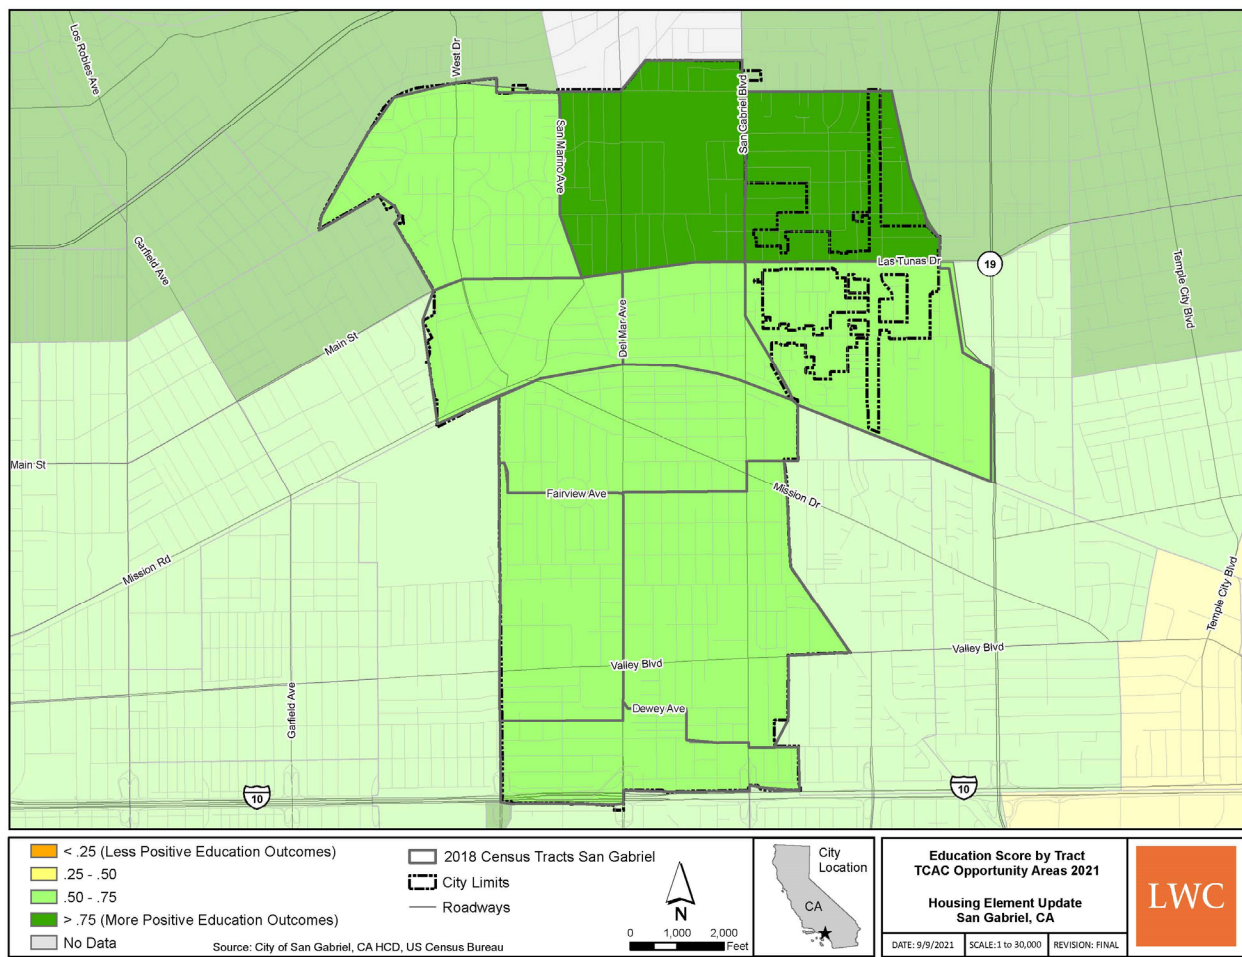 Los Robles Ave
West Dr
San Marino Ave
San Gabriel Blvd
Garfield Ave
Las Tunas Dr
19
Temple City Blvd
Main St
Del Mar Ave
Main St
Fairview Ave
Mission Dr
Mission Rd
Temple City Blvd
Valley Blvd
Valley Blvd
Garfield Ave
Dewey Ave
10
10
< .25 (Less Positive Education Outcomes)
.25 - .50
.50 - .75
> .75 (More Positive Education Outcomes)
No Data
2018 Census Tracts San Gabriel
City Limits
Roadways
Source: City of San Gabriel, CA HCD, US Census Bureau
N
0 1,000 2,000
Feet
City
Location
CA
Education Score by Tract
TCAC Opportunity Areas 2021
Housing Element Update
San Gabriel, CA
DATE: 9/9/2021 SCALE:1 to 30,000 REVISION: FINAL
LWC